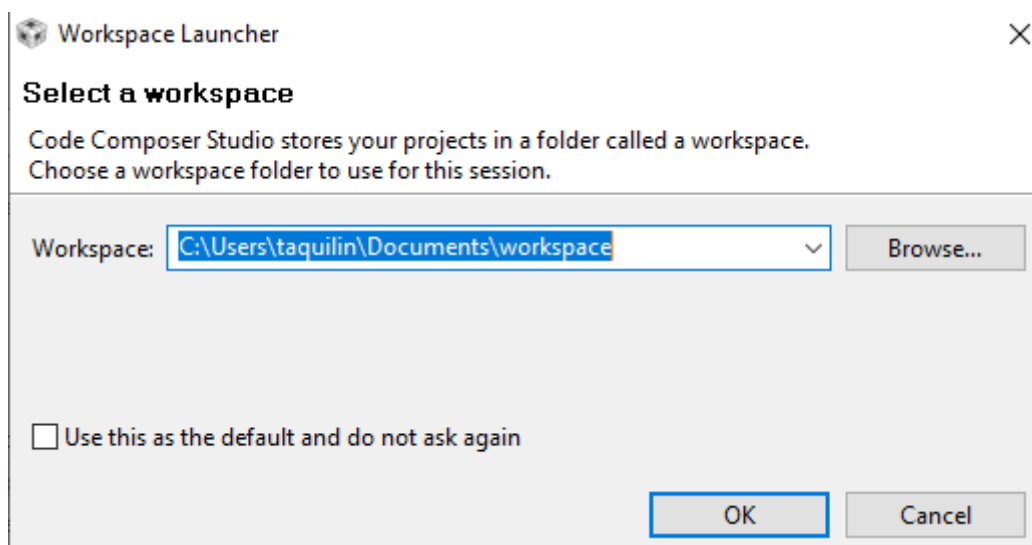 Workspace Launcher
Select a workspace
Code Composer Studio stores your projects in a folder called a workspace.
Choose a workspace folder to use for this session.
Workspace: C:\Users\taquilin\Documents\workspace Browse...
Use this as the default and do not ask again
OK Cancel